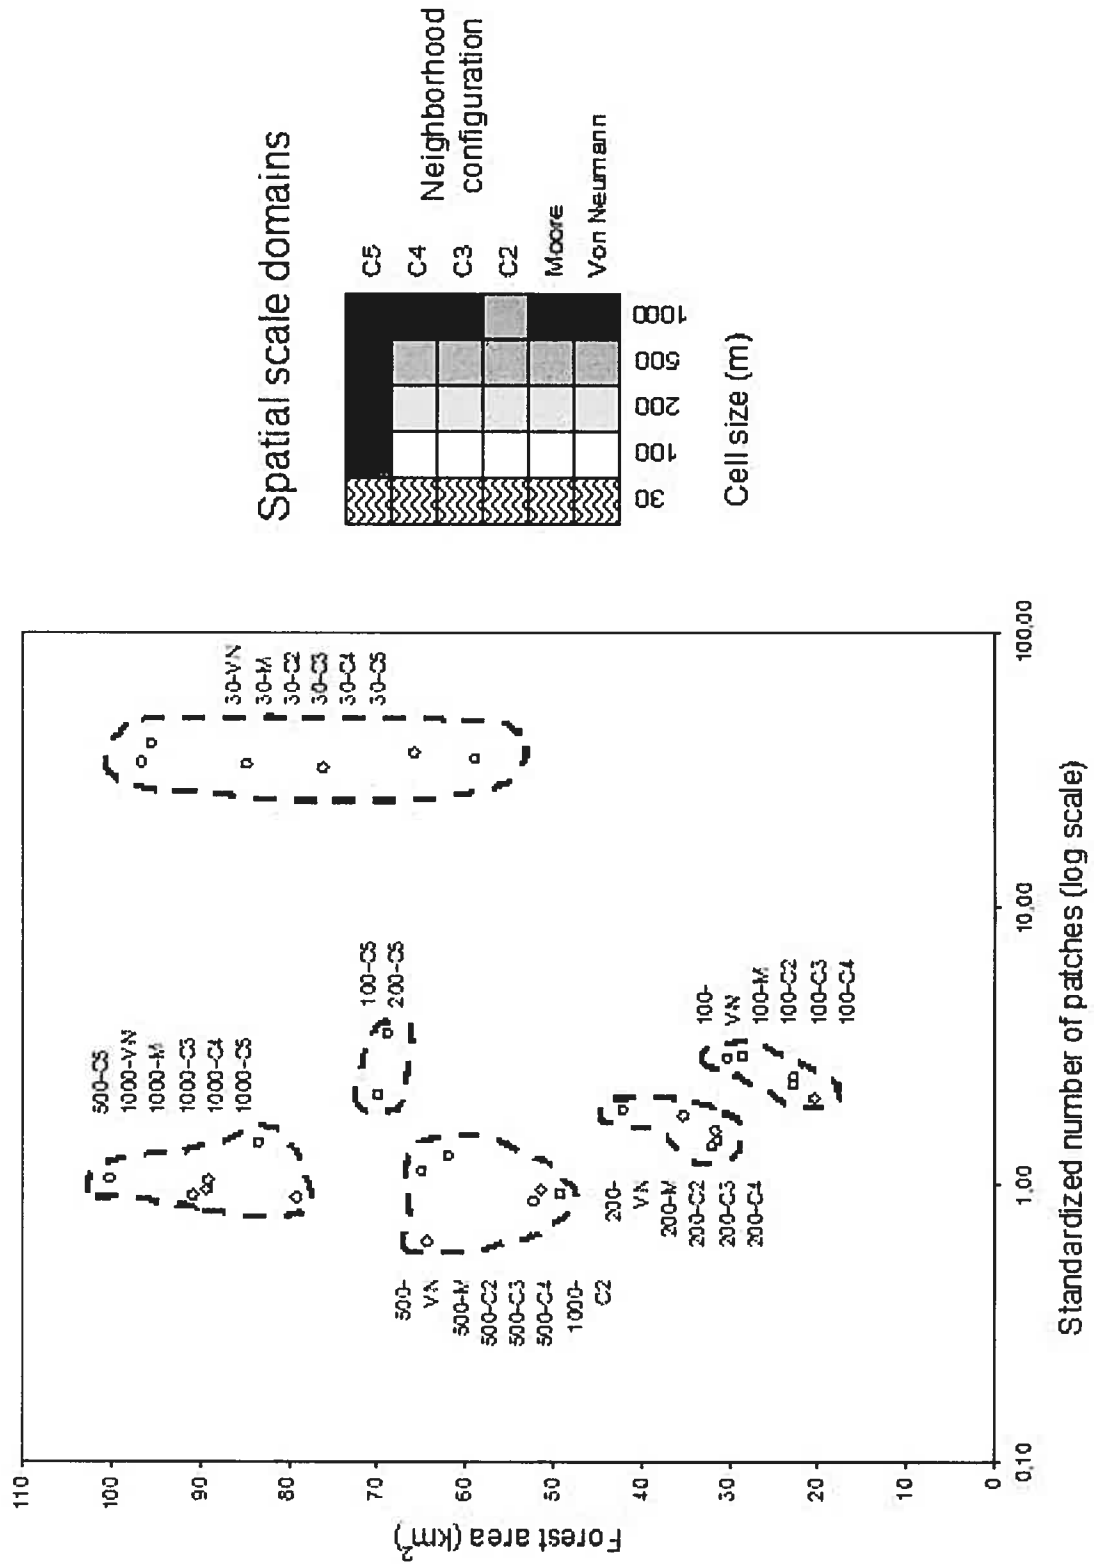 Forest area (km²)
110
100
90
80
70
60
50
40
30
20
10
0
0,10
1,00
10,00
100,00
Standardized number of patches (log scale)
500-C5
1000-VN
1000-M
1000-C3
1000-C4
1000-C5
100-C5
200-C5
30-VN
30-M
30-C2
30-C3
30-C4
30-C5
500-
VN
500-M
500-C2
500-C3
500-C4
1000-
C2
200-
VN
200-M
200-C2
200-C3
200-C4
100-
VN
100-M
100-C2
100-C3
100-C4
Spatial scale domains
C5
C4
C3
C2
Moore
Von Neumann
Neighborhood
configuration
30
100
200
500
1000
Cell size (m)